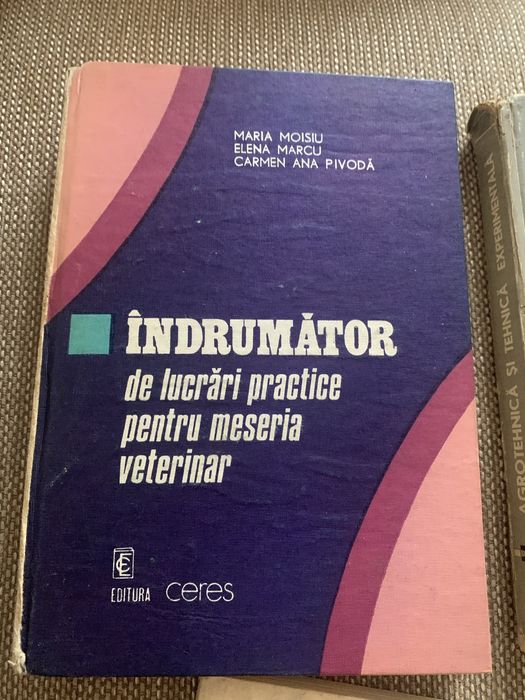 MARIA MOISIU
ELENA MARCU
CARMEN ANA PIVODĂ
ÎNDRUMĂTOR
de lucrări practice
pentru meseria
veterinar
EDITURA ceres
ROTEHNICĂ ȘI TEHNICĂ EXPERIMENTALĂ